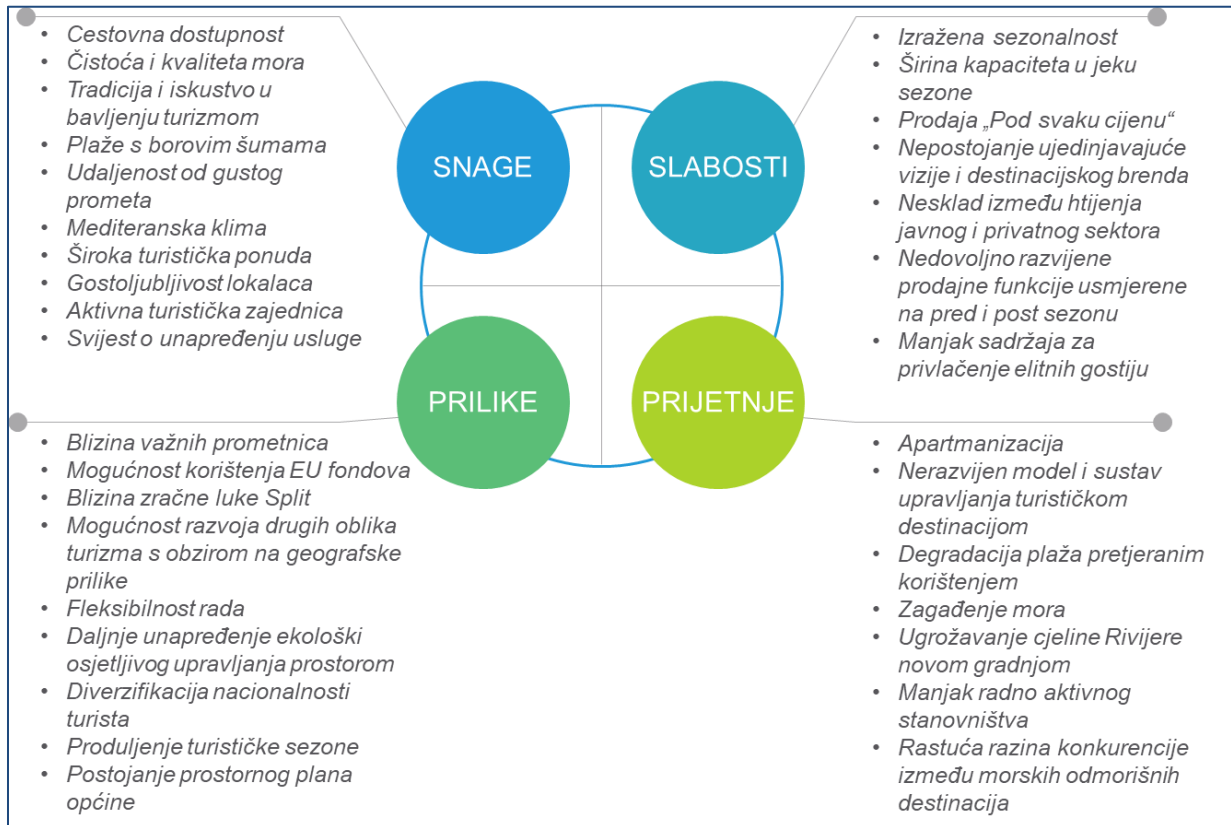 • Cestovna dostupnost
• Čistoća i kvaliteta mora
• Tradicija i iskustvo u
bavljenju turizmom
• Plaže s borovim šumama
• Udaljenost od gustog
prometa
• Mediteranska klima
• Široka turistička ponuda
• Gostoljubljivost lokalaca
• Aktivna turistička zajednica
• Svijest o unapređenju usluge
SNAGE
SLABOSTI
• Izražena sezonalnost
• Širina kapaciteta u jeku
sezone
• Prodaja „Pod svaku cijenu“
• Nepostojanje ujedinjavajuće
vizije i destinacijskog brenda
• Nesklad između htijenja
javnog i privatnog sektora
• Nedovoljno razvijene
prodajne funkcije usmjerene
na pred i post sezonu
• Manjak sadržaja za
privlačenje elitnih gostiju
PRILIKE
PRIJETNJE
• Blizina važnih prometnica
• Mogućnost korištenja EU fondova
• Blizina zračne luke Split
• Mogućnost razvoja drugih oblika
turizma s obzirom na geografske
prilike
• Fleksibilnost rada
• Daljnje unapređenje ekološki
osjetljivog upravljanja prostorom
• Diverzifikacija nacionalnosti
turista
• Produljenje turističke sezone
• Postojanje prostornog plana
općine
• Apartmanizacija
• Nerazvijen model i sustav
upravljanja turističkom
destinacijom
• Degradacija plaža pretjeranim
korištenjem
• Zagađenje mora
• Ugrožavanje cjeline Rivijere
novom gradnjom
• Manjak radno aktivnog
stanovništva
• Rastuća razina konkurencije
između morskih odmorišnih
destinacija